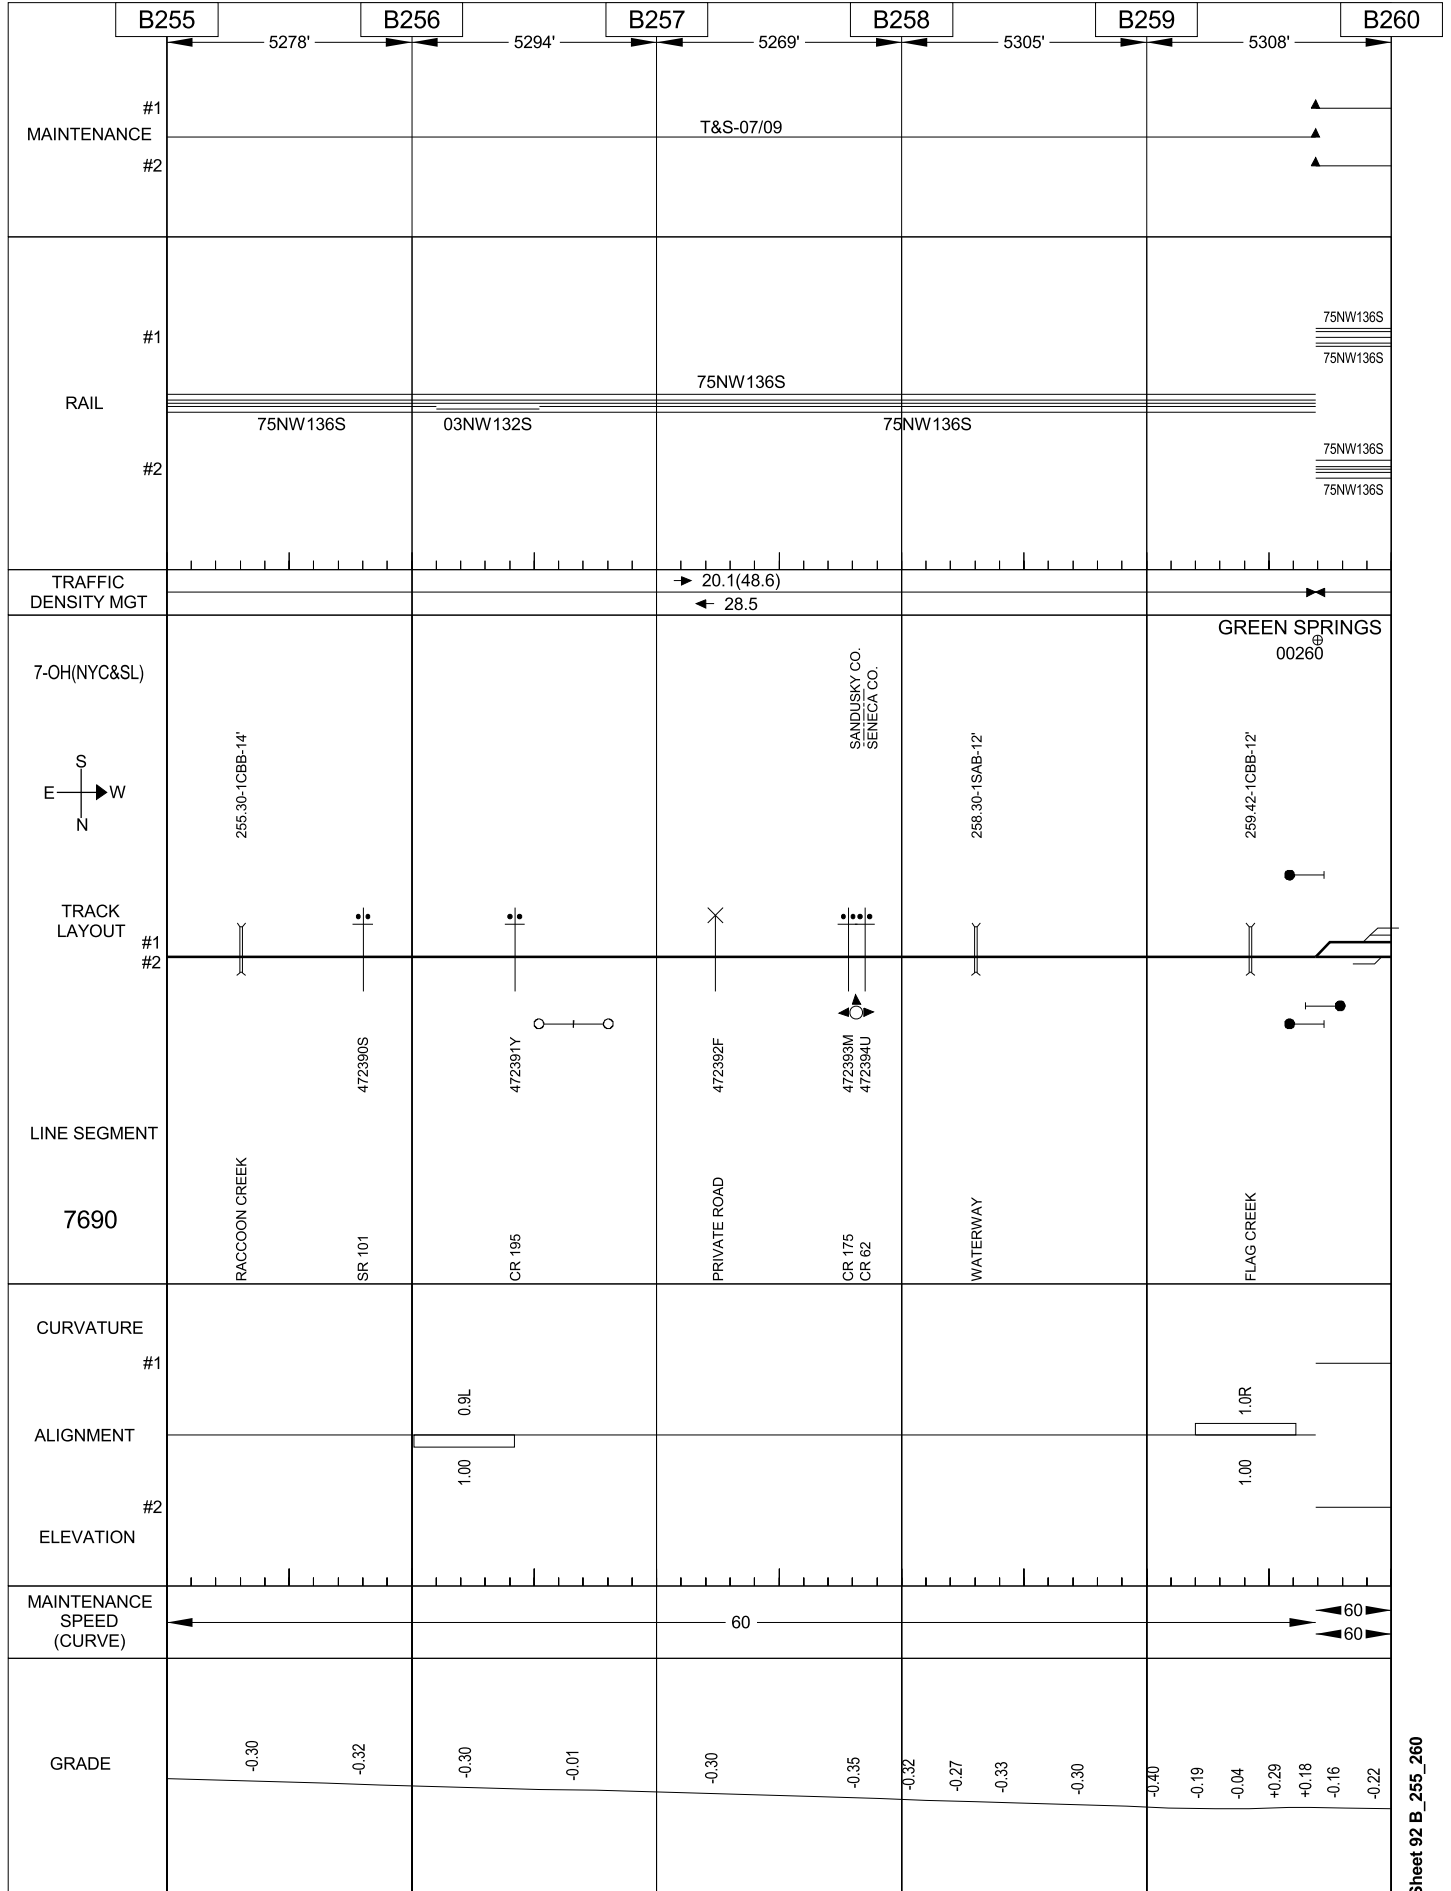 B255 B256 B257 B258 B259 B260
5278' 5294' 5269' 5305' 5308'
#1
MAINTENANCE
#2
T&S-07/09
#1
RAIL
#2
75NW136S
75NW136S
75NW136S
75NW136S 03NW132S 75NW136S
75NW136S
75NW136S
TRAFFIC
DENSITY MGT
20.1(48.6)
28.5
GREEN SPRINGS
00260
7-OH(NYC&SL)
SANDUSKY CO.
SENECA CO.
S
E W
N
255.30-1CBB-14'
258.30-1SAB-12'
259.42-1CBB-12'
TRACK
LAYOUT
#1
#2
472390S
472391Y
472392F
472393M
472394U
LINE SEGMENT
7690
RACCOON CREEK
SR 101
CR 195
PRIVATE ROAD
CR 175
CR 62
WATERWAY
FLAG CREEK
CURVATURE
#1
ALIGNMENT
#2
ELEVATION
0.9L
1.00
1.0R
1.00
MAINTENANCE
SPEED
(CURVE)
60
60
60
GRADE
-0.30
-0.32
-0.30
-0.01
-0.30
-0.35
-0.32
-0.27
-0.33
-0.30
-0.40
-0.19
-0.04
+0.29
+0.18
-0.16
-0.22
Sheet 92 B_255_260